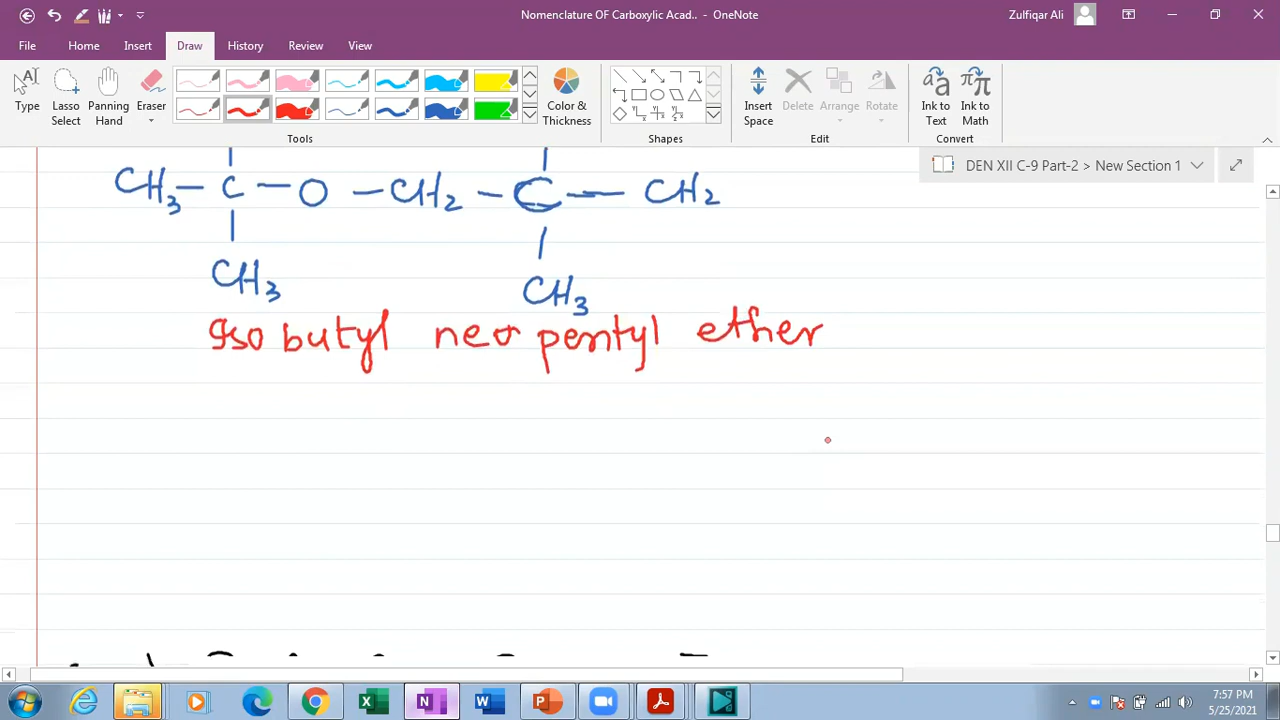 Nomenclature OF Carboxylic Acad.. - OneNote
Zulfiqar Ali
File Home Insert Draw History Review View
Type Lasso Select Panning Hand Eraser
Color & Thickness
Insert Space Delete Arrange Rotate
Ink to Text Ink to Math
Tools Shapes Edit Convert
DEN XII C-9 Part-2 > New Section 1
CH3 — C — O — CH2 — C — CH2
CH3 CH3
Iso butyl neo pentyl ether
7:57 PM
5/25/2021